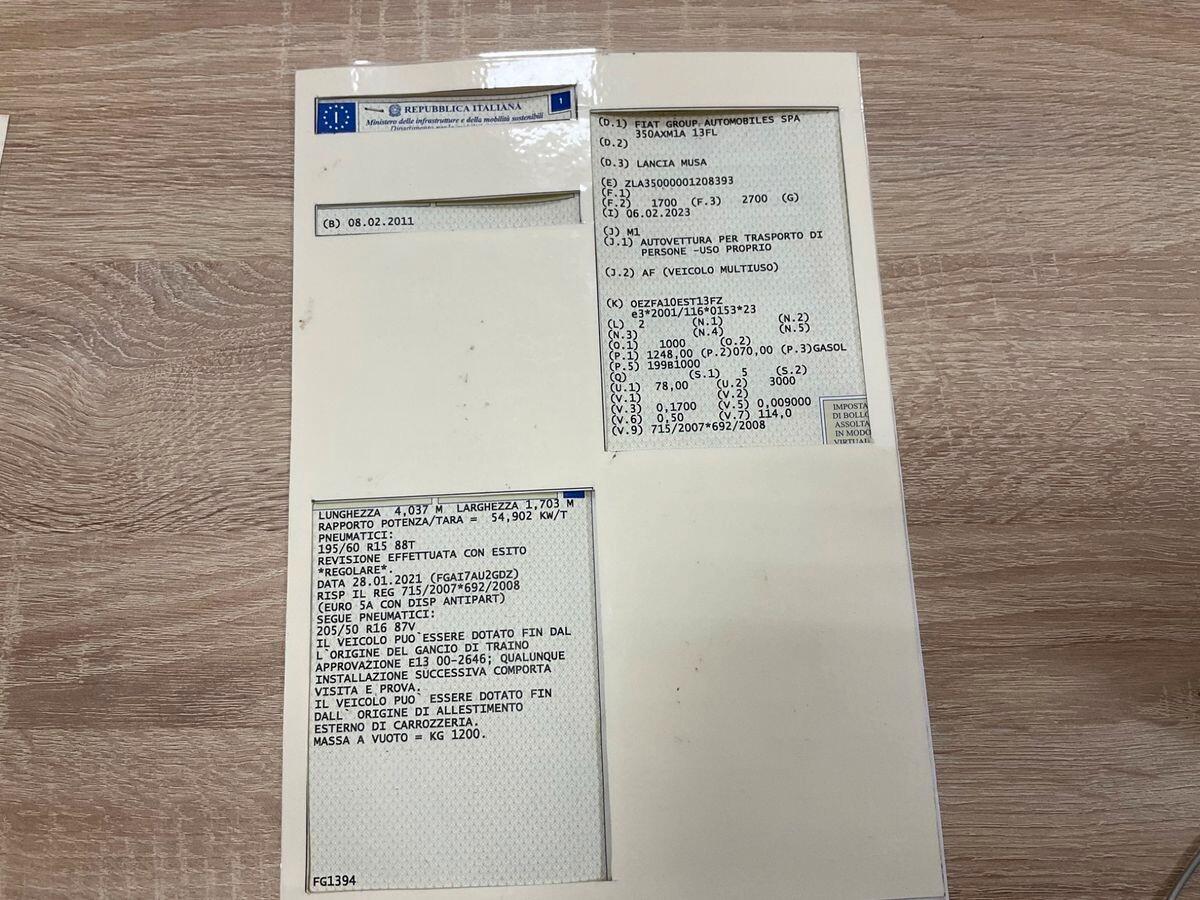 REPUBBLICA ITALIANA
1
I
Ministero delle infrastrutture e della mobilità sostenibili
(B) 08.02.2011
(D.1) FIAT GROUP AUTOMOBILES SPA
350AXM1A 13FL
(D.2)
(D.3) LANCIA MUSA
(E) ZLA35000001208393
(F.1)
(F.2) 1700 (F.3) 2700 (G)
(I) 06.02.2023
(J) M1
(J.1) AUTOVETTURA PER TRASPORTO DI
PERSONE -USO PROPRIO
(J.2) AF (VEICOLO MULTIUSO)
(K) OEZFA10EST13FZ
e3*2001/116*0153*23
(L) 2 (N.1) (N.2)
(N.3) (N.4) (N.5)
(O.1) 1000 (O.2)
(P.1) 1248,00 (P.2)070,00 (P.3)GASOL
(P.5) 199B1000
(Q) (S.1) 5 (S.2)
(U.1) 78,00 (U.2) 3000
(V.1) (V.2)
(V.3) 0,1700 (V.5) 0,009000
(V.6) 0,50 (V.7) 114,0
(V.9) 715/2007*692/2008
IMPOSTA
DI BOLLO
ASSOLTA
IN MODO
VIRTUAL
LUNGHEZZA 4,037 M LARGHEZZA 1,703 M
RAPPORTO POTENZA/TARA = 54,902 KW/T
PNEUMATICI:
195/60 R15 88T
REVISIONE EFFETTUATA CON ESITO
*REGOLARE*.
DATA 28.01.2021 (FGAI7AU2GDZ)
RISP IL REG 715/2007*692/2008
(EURO 5A CON DISP ANTIPART)
SEGUE PNEUMATICI:
205/50 R16 87V
IL VEICOLO PUO`ESSERE DOTATO FIN DAL
L`ORIGINE DEL GANCIO DI TRAINO
APPROVAZIONE E13 00-2646; QUALUNQUE
INSTALLAZIONE SUCCESSIVA COMPORTA
VISITA E PROVA.
IL VEICOLO PUO` ESSERE DOTATO FIN
DALL` ORIGINE DI ALLESTIMENTO
ESTERNO DI CARROZZERIA.
MASSA A VUOTO = KG 1200.
FG1394